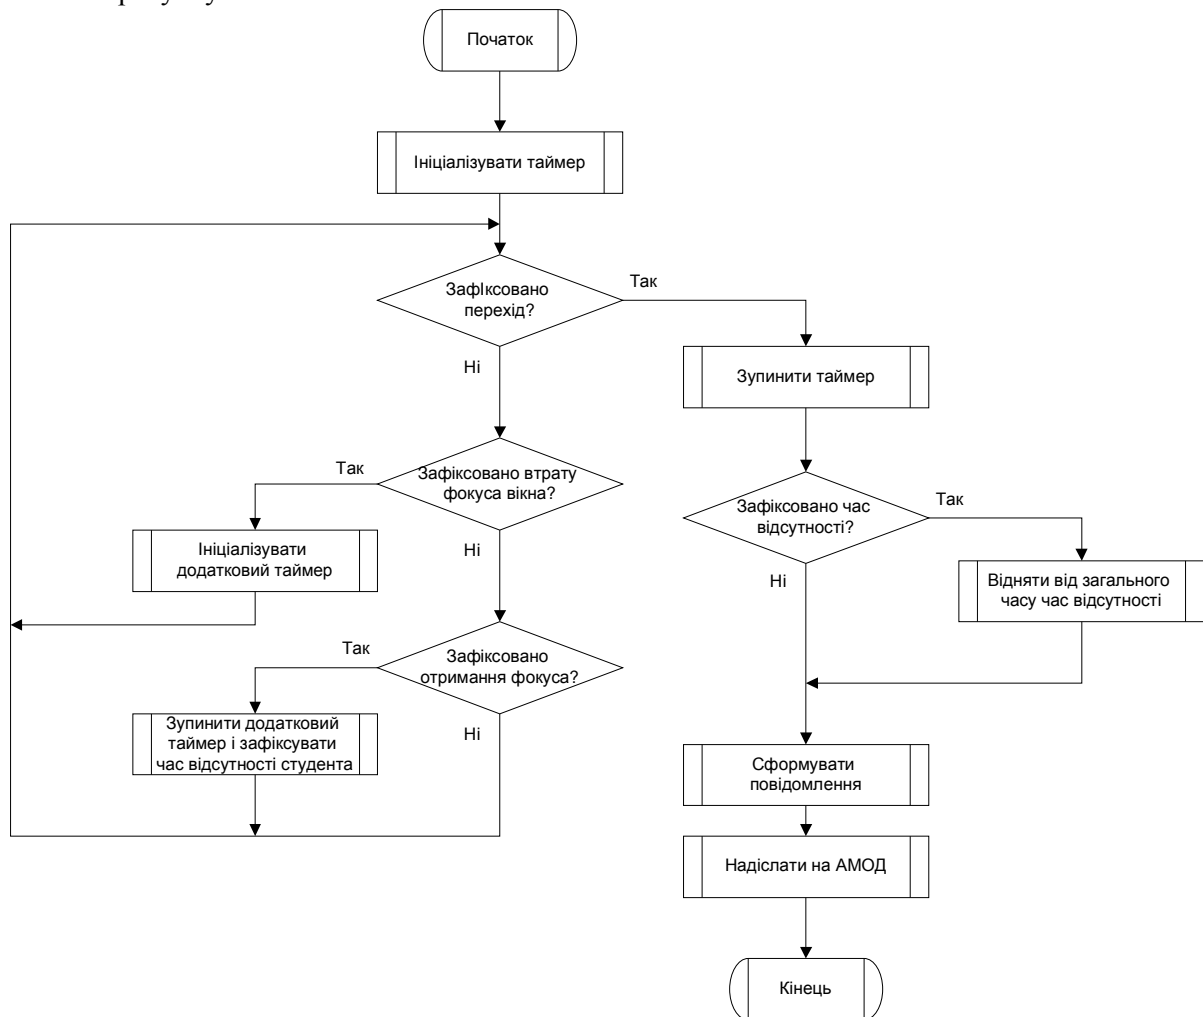 Початок
Ініціалізувати таймер
ЗафІксовано
перехід?
Так
Ні
Зупинити таймер
Зафіксовано втрату
фокуса вікна?
Так
Ні
Зафіксовано час
відсутності?
Так
Ні
Ініціалізувати
додатковий таймер
Відняти від загального
часу час відсутності
Зафіксовано
отримання фокуса?
Так
Ні
Зупинити додатковий
таймер і зафіксувати
час відсутності студента
Сформувати
повідомлення
Надіслати на АМОД
Кінець